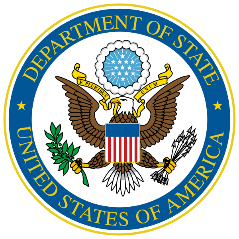 DEPARTMENT OF STATE
UNITED STATES OF AMERICA